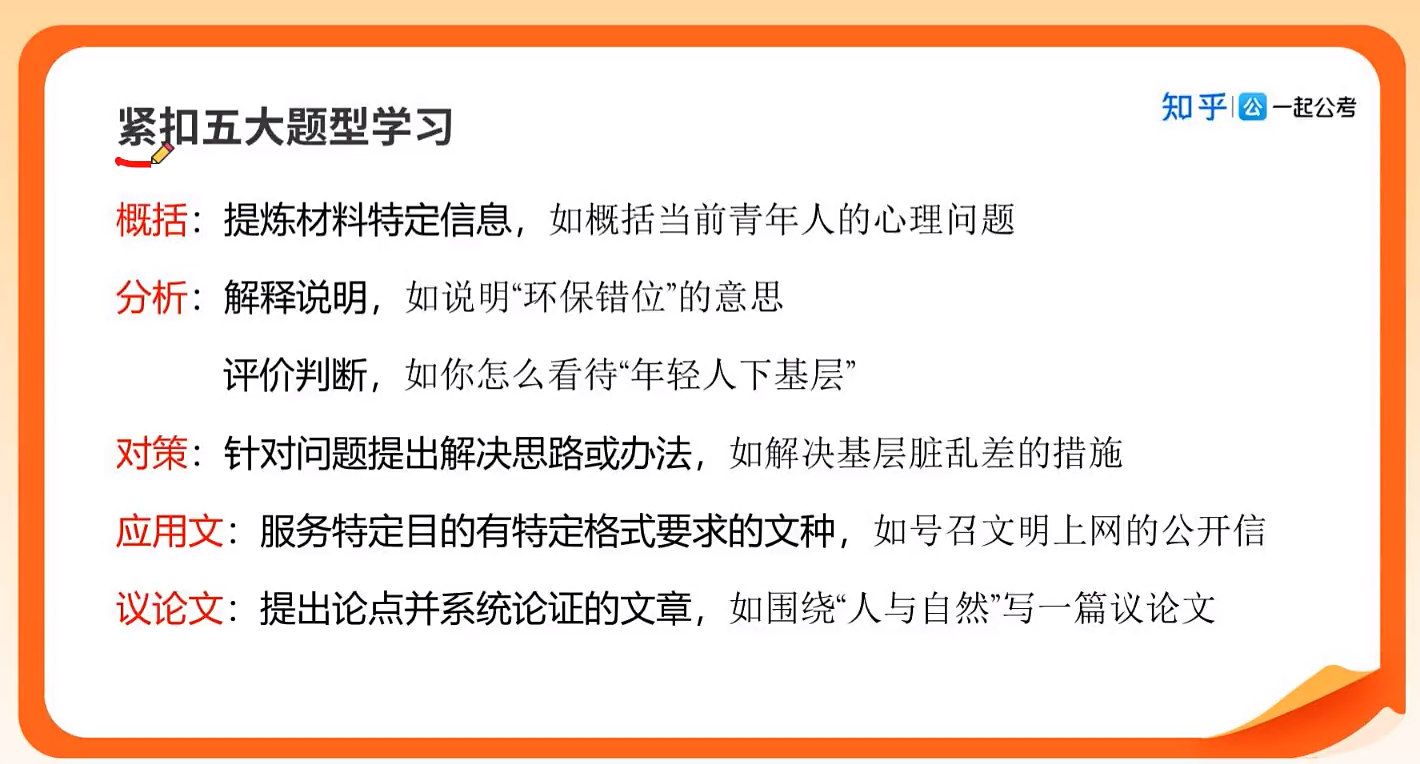 紧扣五大题型学习
知乎 公 一起公考
概括：提炼材料特定信息，如概括当前青年人的心理问题
分析：解释说明，如说明“环保错位”的意思
评价判断，如你怎么看待“年轻人下基层”
对策：针对问题提出解决思路或办法，如解决基层脏乱差的措施
应用文：服务特定目的有特定格式要求的文种，如号召文明上网的公开信
议论文：提出论点并系统论证的文章，如围绕“人与自然”写一篇议论文